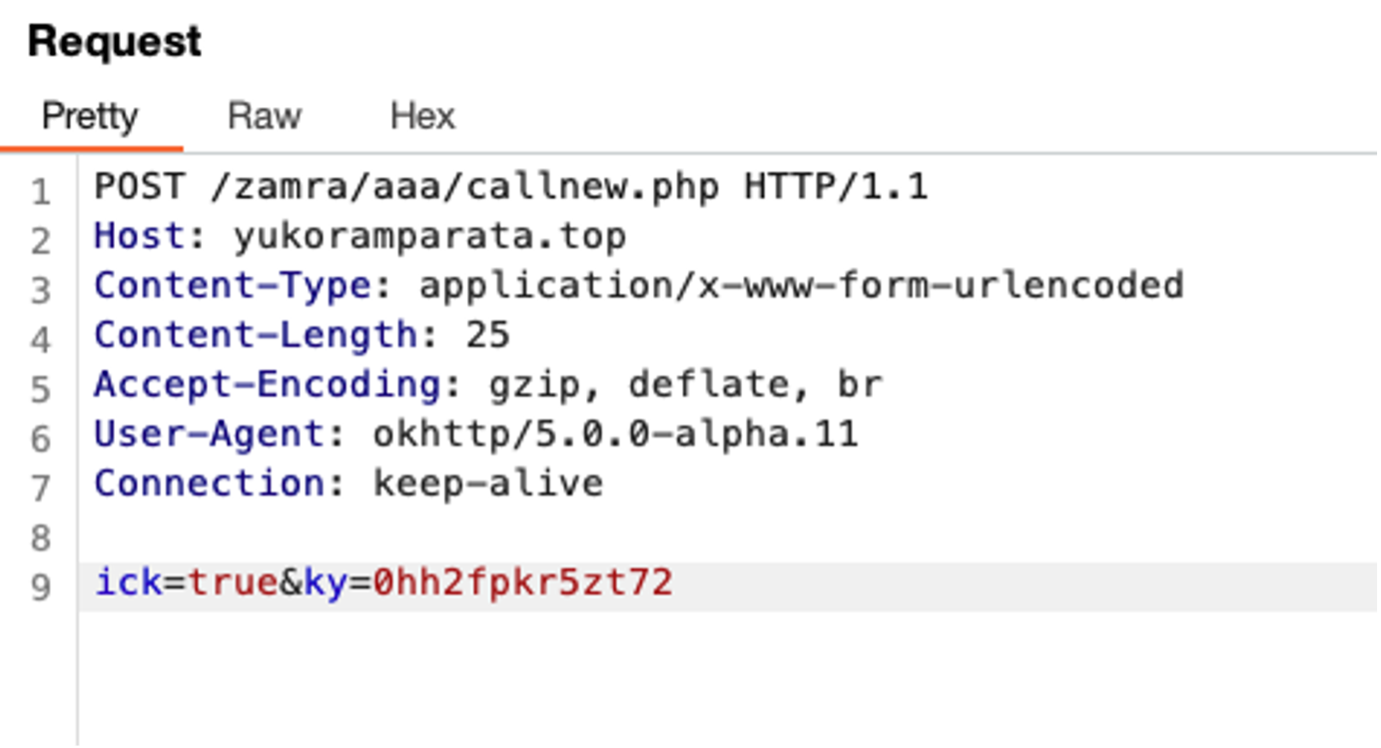 Request
Pretty Raw Hex
1 POST /zamra/aaa/callnew.php HTTP/1.1
2 Host: yukoramparata.top
3 Content-Type: application/x-www-form-urlencoded
4 Content-Length: 25
5 Accept-Encoding: gzip, deflate, br
6 User-Agent: okhttp/5.0.0-alpha.11
7 Connection: keep-alive
8
9 ick=true&ky=0hh2fpkr5zt72